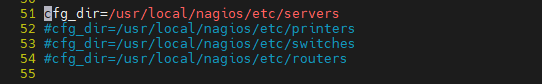 51 cfg_dir=/usr/local/nagios/etc/servers
52 #cfg_dir=/usr/local/nagios/etc/printers
53 #cfg_dir=/usr/local/nagios/etc/switches
54 #cfg_dir=/usr/local/nagios/etc/routers
55